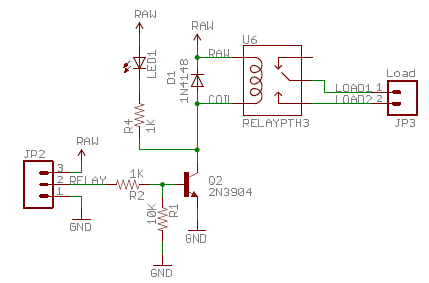 RAW
RAW
U6
LED1
D1
1N4148
RAW
COIL
Load
LOAD1 1
LOAD2 2
RELAYPTH3
JP3
R4
1K
JP2
RAW
3
2 RELAY
1
1K
R2
Q2
2N3904
10K
R1
GND
GND
GND